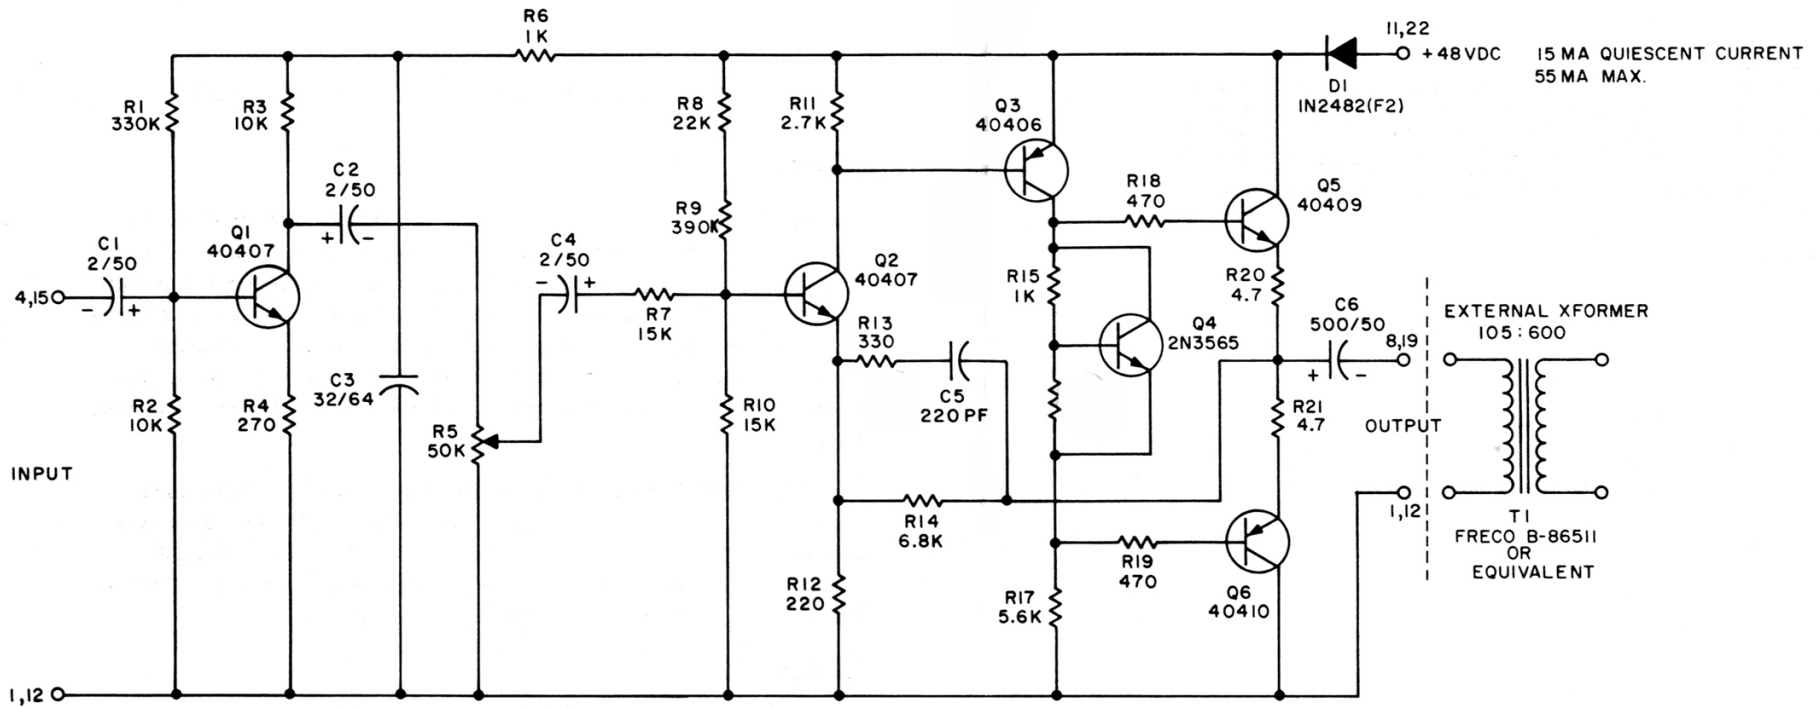 R6
1K
11,22
+48VDC
15 MA QUIESCENT CURRENT
55 MA MAX.
D1
1N2482(F2)
R1
330K
R3
10K
R8
22K
R11
2.7K
Q3
40406
C2
2/50
+ -
R18
470
Q5
40409
R9
390K
Q1
40407
C1
2/50
4,15
- +
C4
2/50
- +
R7
15K
Q2
40407
R15
1K
R20
4.7
C6
500/50
8,19
+ -
EXTERNAL XFORMER
105:600
R13
330
C5
220 PF
Q4
2N3565
C3
32/64
R2
10K
R4
270
R5
50K
R10
15K
R21
4.7
OUTPUT
INPUT
R14
6.8K
1,12
T1
FRECO B-86511
OR
EQUIVALENT
R19
470
R12
220
R17
5.6K
Q6
40410
1,12